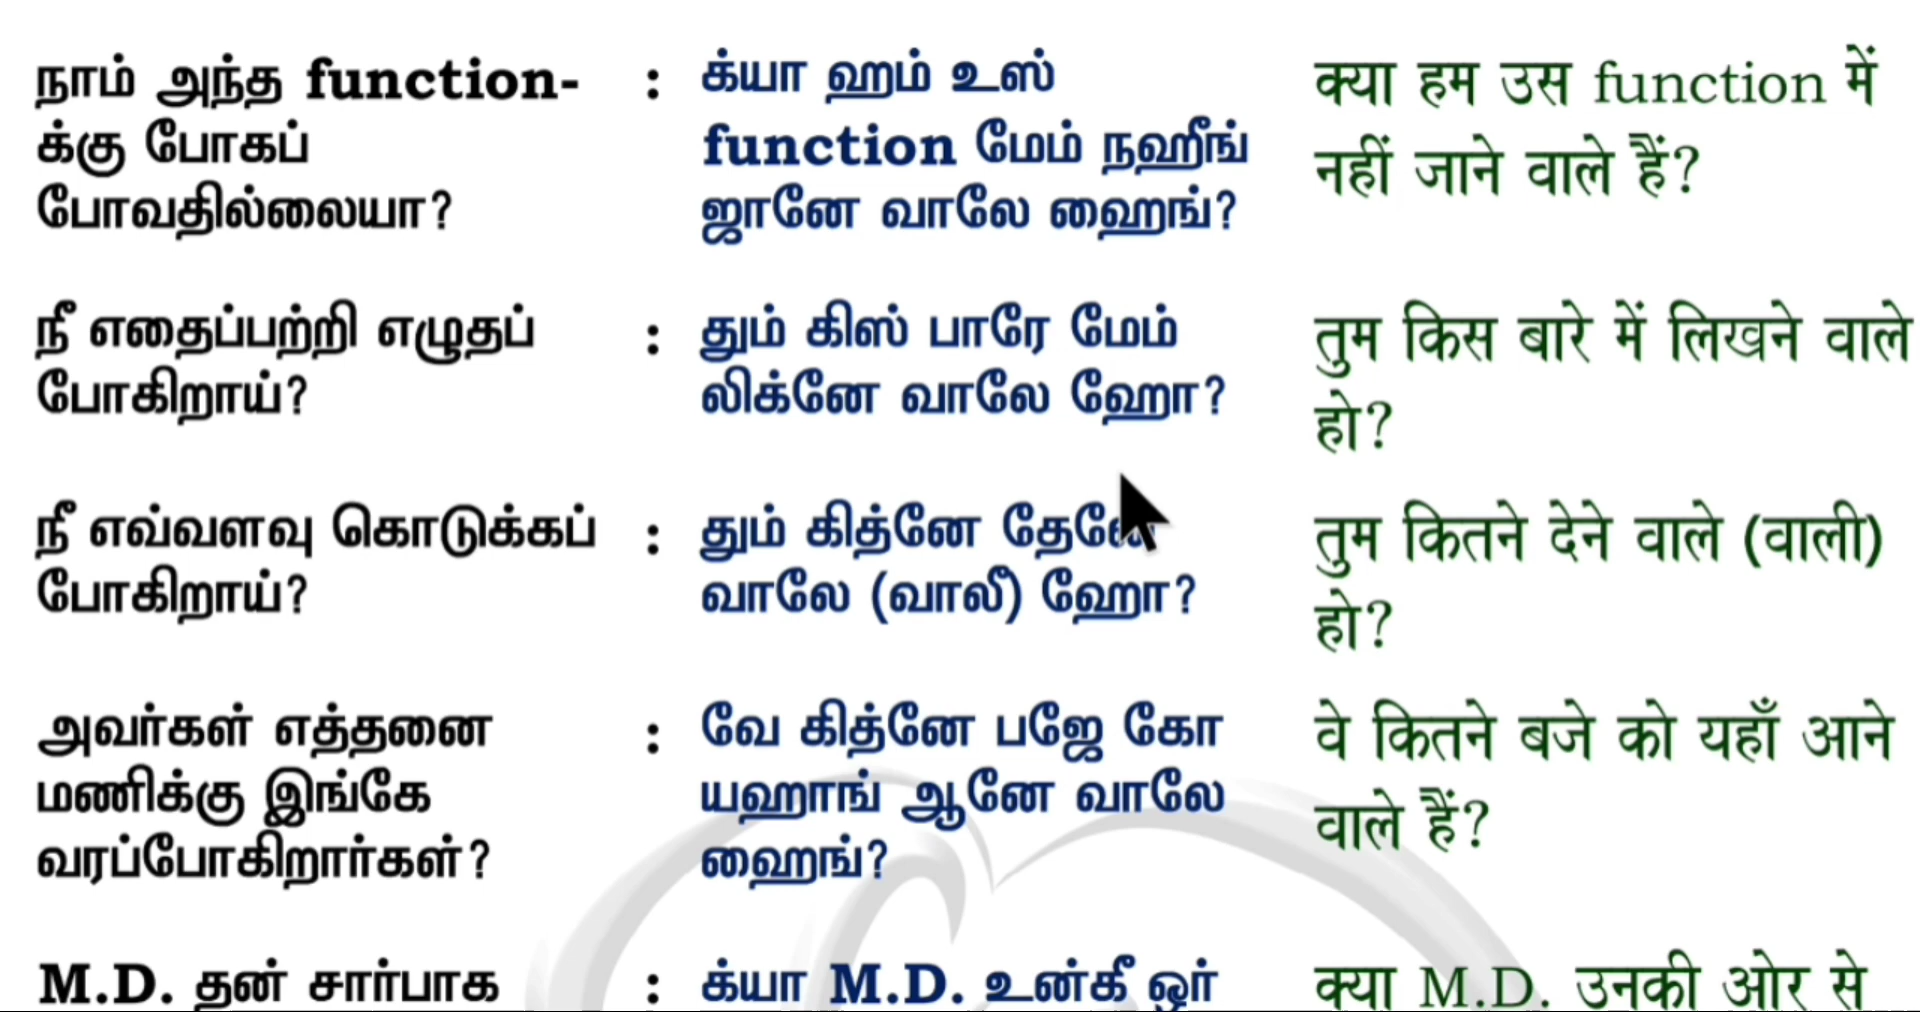 நாம் அந்த function-
க்கு போகப்
போவதில்லையா?
:
க்யா ஹம் உஸ்
function மேம் நஹீங்
ஜானே வாலே ஹைங்?
क्या हम उस function में
नहीं जाने वाले हैं?
நீ எதைப்பற்றி எழுதப்
போகிறாய்?
:
தும் கிஸ் பாரே மேம்
லிக்னே வாலே ஹோ?
तुम किस बारे में लिखने वाले
हो?
நீ எவ்வளவு கொடுக்கப்
போகிறாய்?
:
தும் கித்னே
வாலே (வாலீ) ஹோ?
तुम कितने देने वाले (वाली)
हो?
அவர்கள் எத்தனை
மணிக்கு இங்கே
வரப்போகிறார்கள்?
:
வே கித்னே பஜே கோ
யஹாங் ஆனே வாலே
ஹைங்?
वे कितने बजे को यहाँ आने
वाले हैं?
M.D. தன் சார்பாக
:
க்யா M.D. உன்கீ ஓர்
क्या M.D. उनकी ओर से